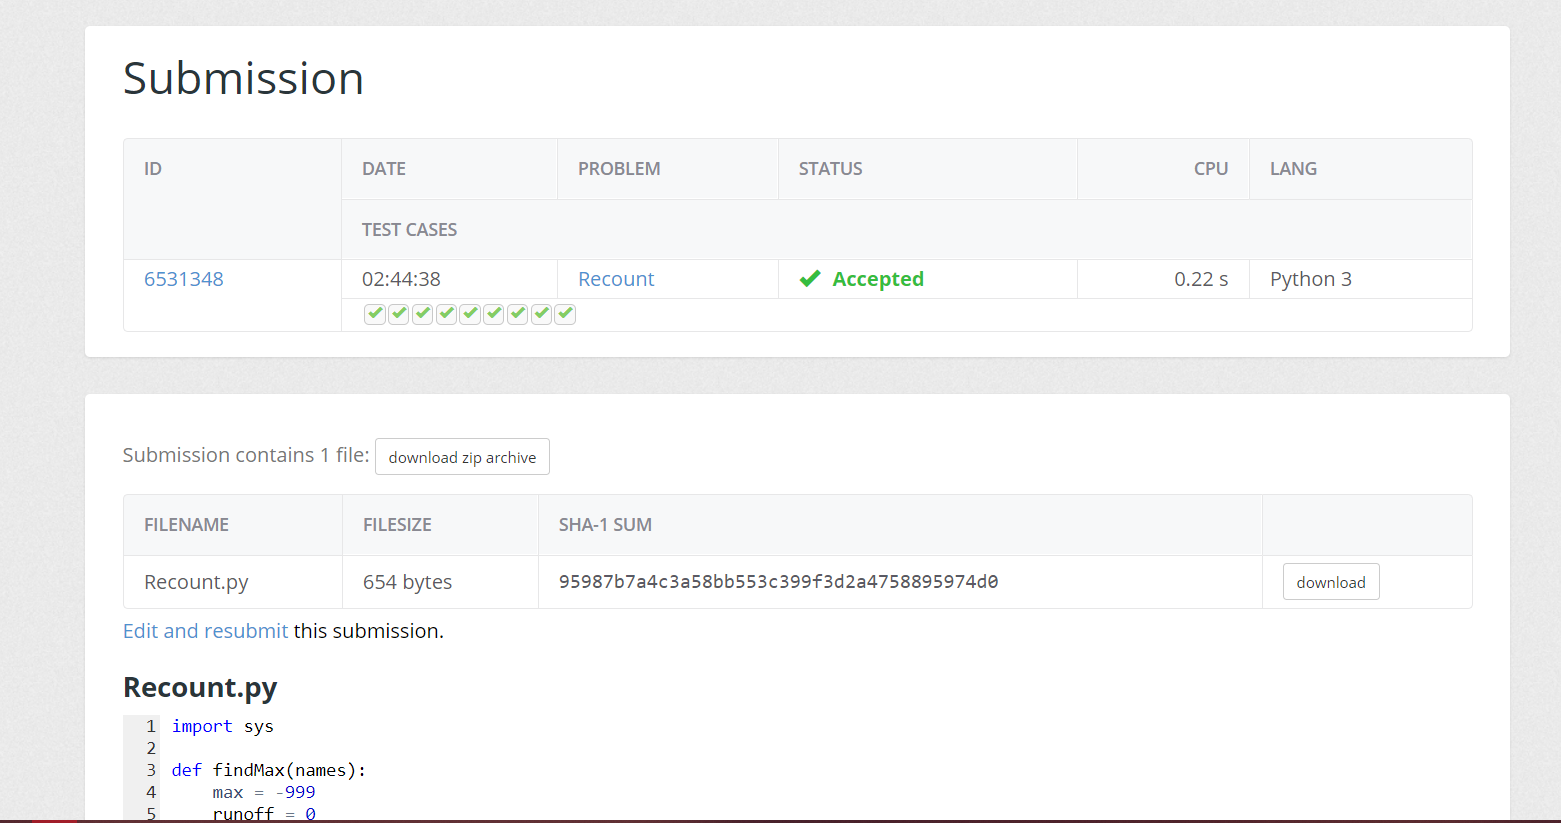 Submission
ID DATE PROBLEM STATUS CPU LANG
TEST CASES
6531348 02:44:38 Recount Accepted 0.22 s Python 3
Submission contains 1 file: download zip archive
FILENAME FILESIZE SHA-1 SUM
Recount.py 654 bytes 95987b7a4c3a58bb553c399f3d2a4758895974d0 download
Edit and resubmit this submission.
Recount.py
1 import sys
2
3 def findMax(names):
4 max = -999
5 runoff = 0